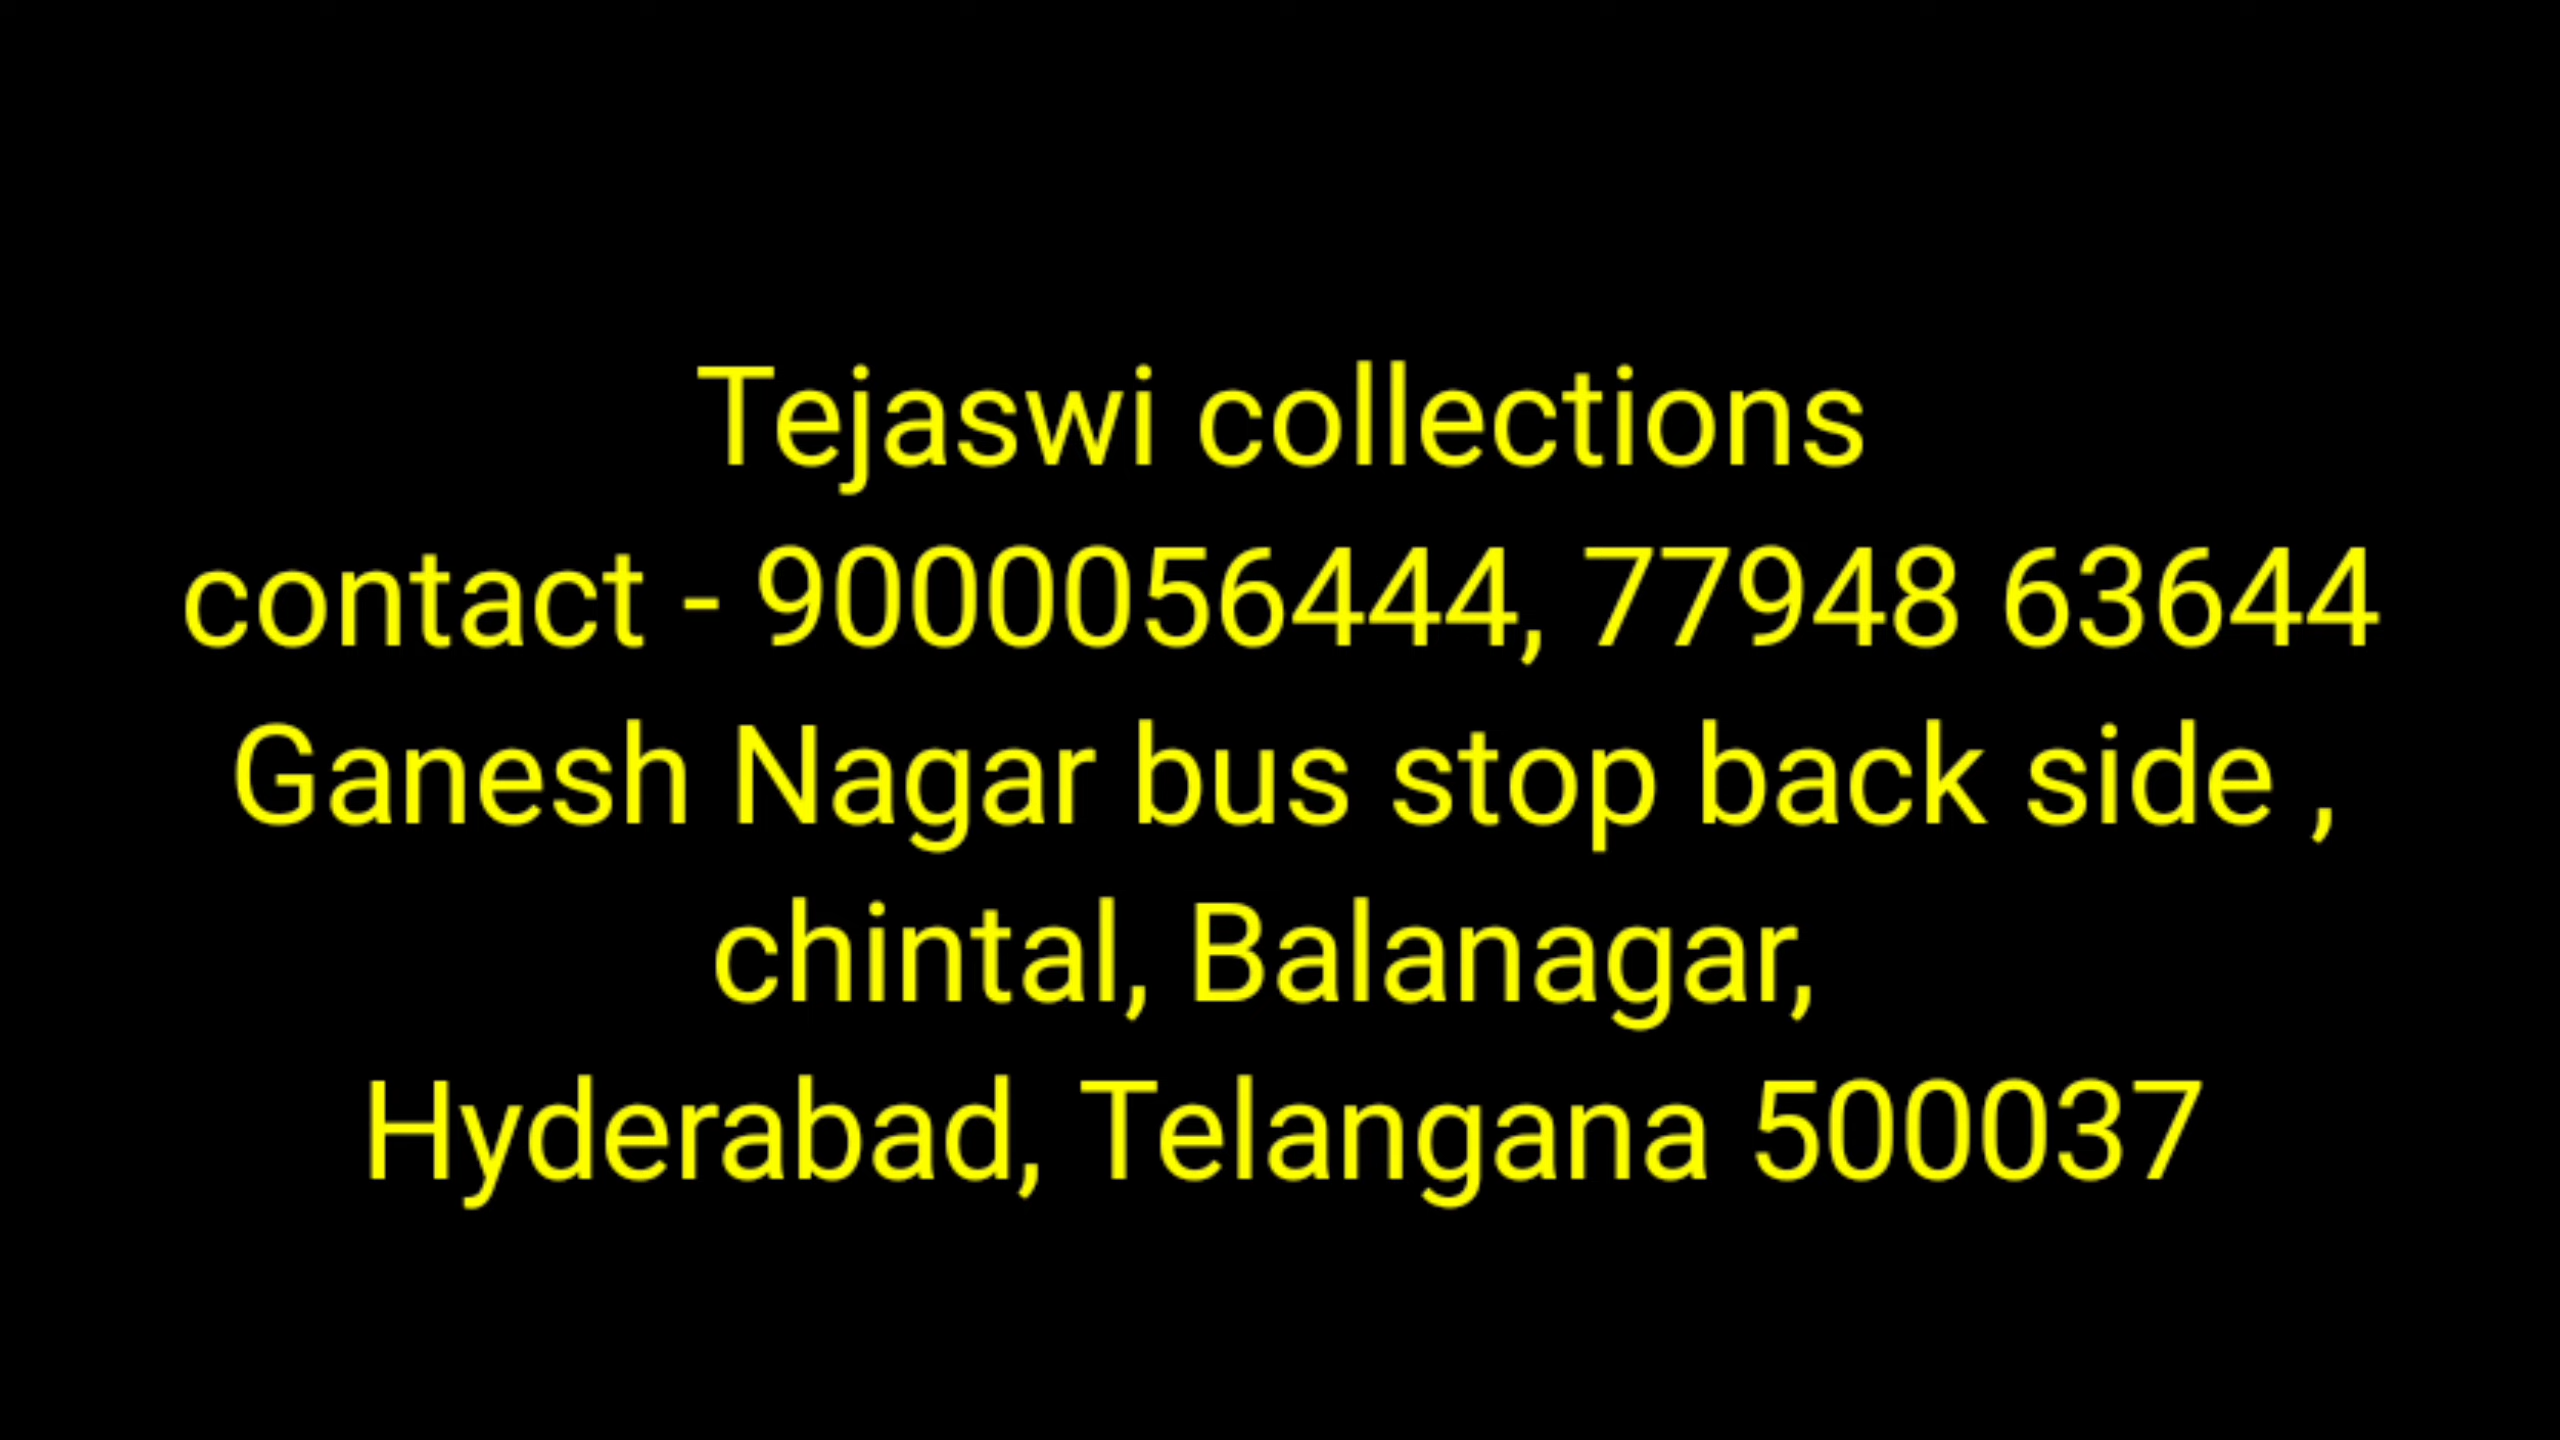 Tejaswi collections
contact - 9000056444, 77948 63644
Ganesh Nagar bus stop back side ,
chintal, Balanagar,
Hyderabad, Telangana 500037